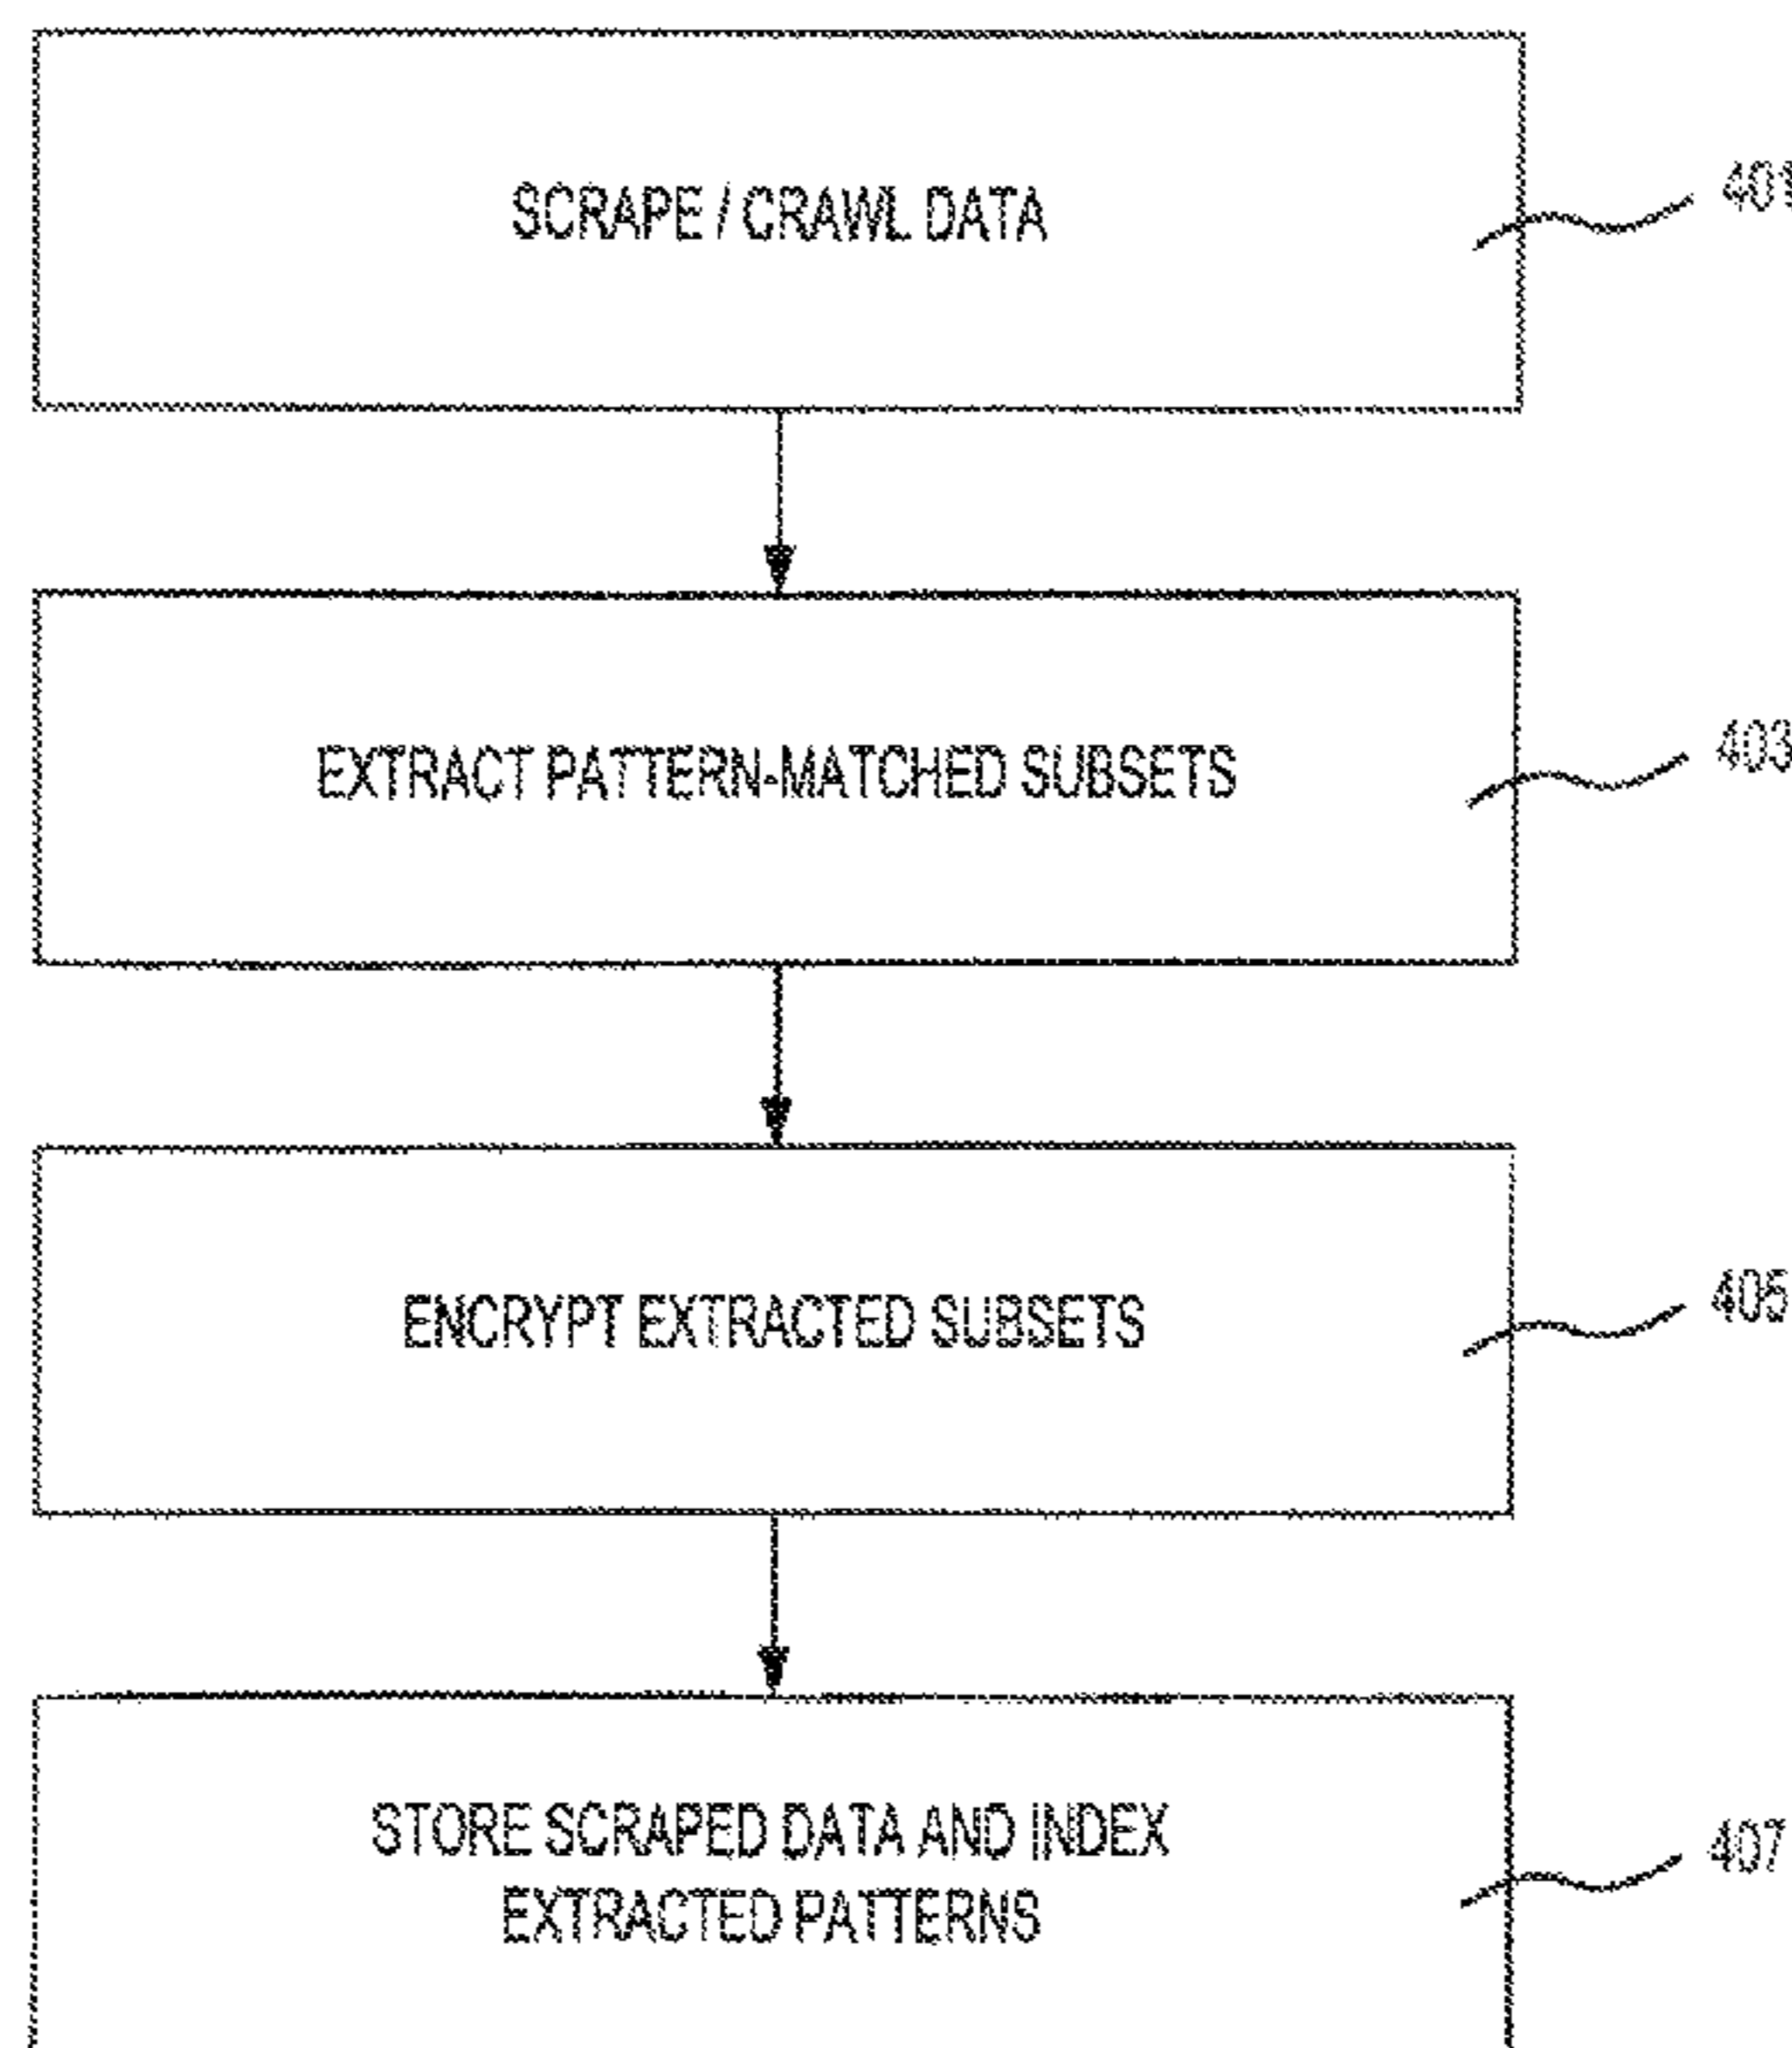 SCRAPE / CRAWL DATA
401
EXTRACT PATTERN-MATCHED SUBSETS
403
ENCRYPT EXTRACTED SUBSETS
405
STORE SCRAPED DATA AND INDEX
EXTRACTED PATTERNS
407